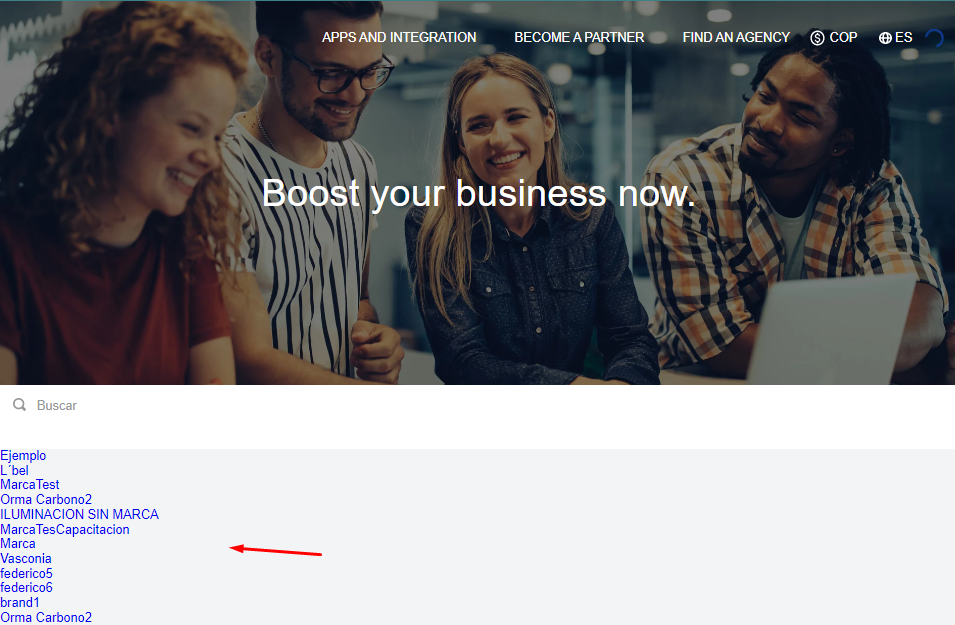 APPS AND INTEGRATION BECOME A PARTNER FIND AN AGENCY $ COP ES
Boost your business now.
Buscar
Ejemplo
L´bel
MarcaTest
Orma Carbono2
ILUMINACION SIN MARCA
MarcaTesCapacitacion
Marca
Vasconia
federico5
federico6
brand1
Orma Carbono2